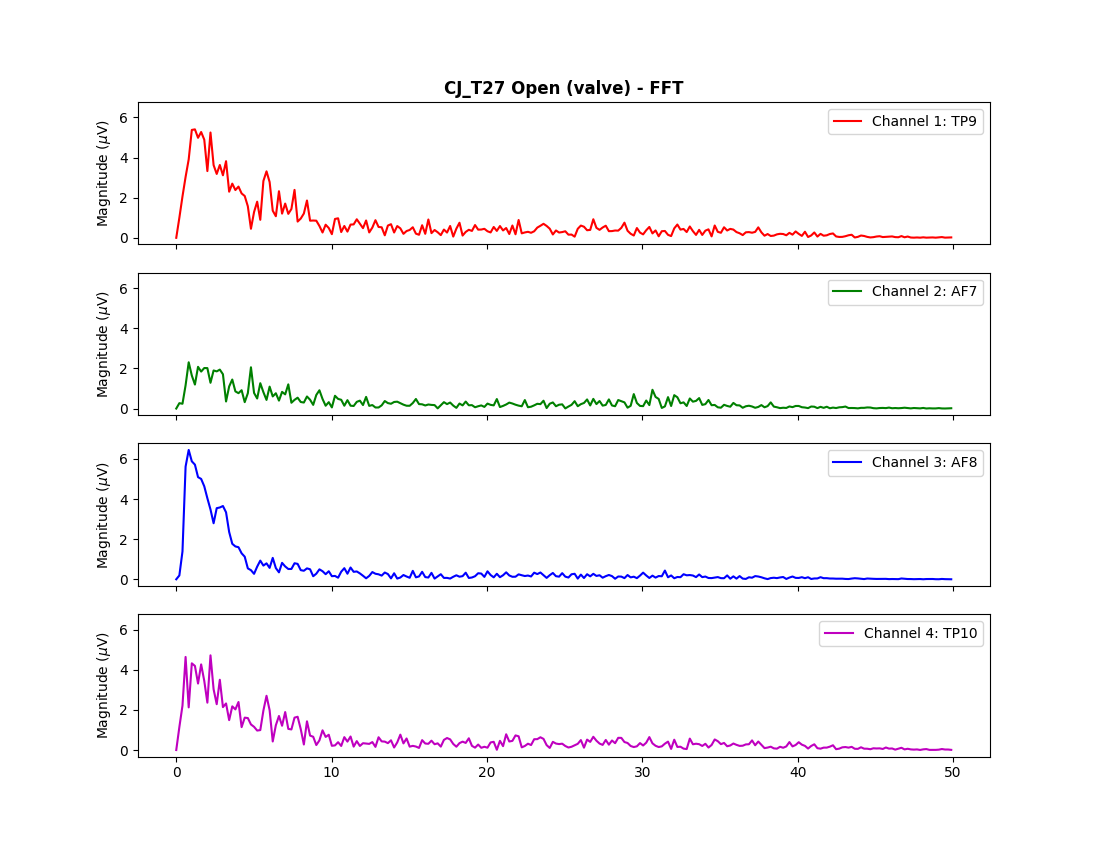 CJ_T27 Open (valve) - FFT
Magnitude (μV)
6
4
2
0
Channel 1: TP9
Magnitude (μV)
6
4
2
0
Channel 2: AF7
Magnitude (μV)
6
4
2
0
Channel 3: AF8
Magnitude (μV)
6
4
2
0
Channel 4: TP10
0 10 20 30 40 50